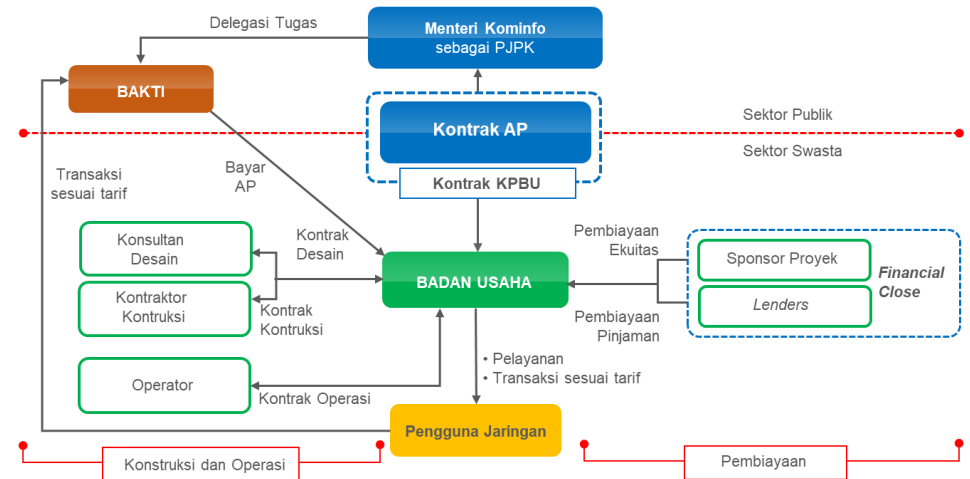 Delegasi Tugas
Menteri Kominfo
sebagai PJPK
BAKTI
Kontrak AP
Sektor Publik
Sektor Swasta
Kontrak KPBU
Transaksi
sesuai tarif
Bayar
AP
Konsultan
Desain
Kontrak
Desain
Kontraktor
Kontruksi
Kontrak
Kontruksi
BADAN USAHA
Pembiayaan
Ekuitas
Pembiayaan
Pinjaman
Sponsor Proyek
Lenders
Financial
Close
Operator
Kontrak Operasi
• Pelayanan
• Transaksi sesuai tarif
Pengguna Jaringan
Konstruksi dan Operasi
Pembiayaan